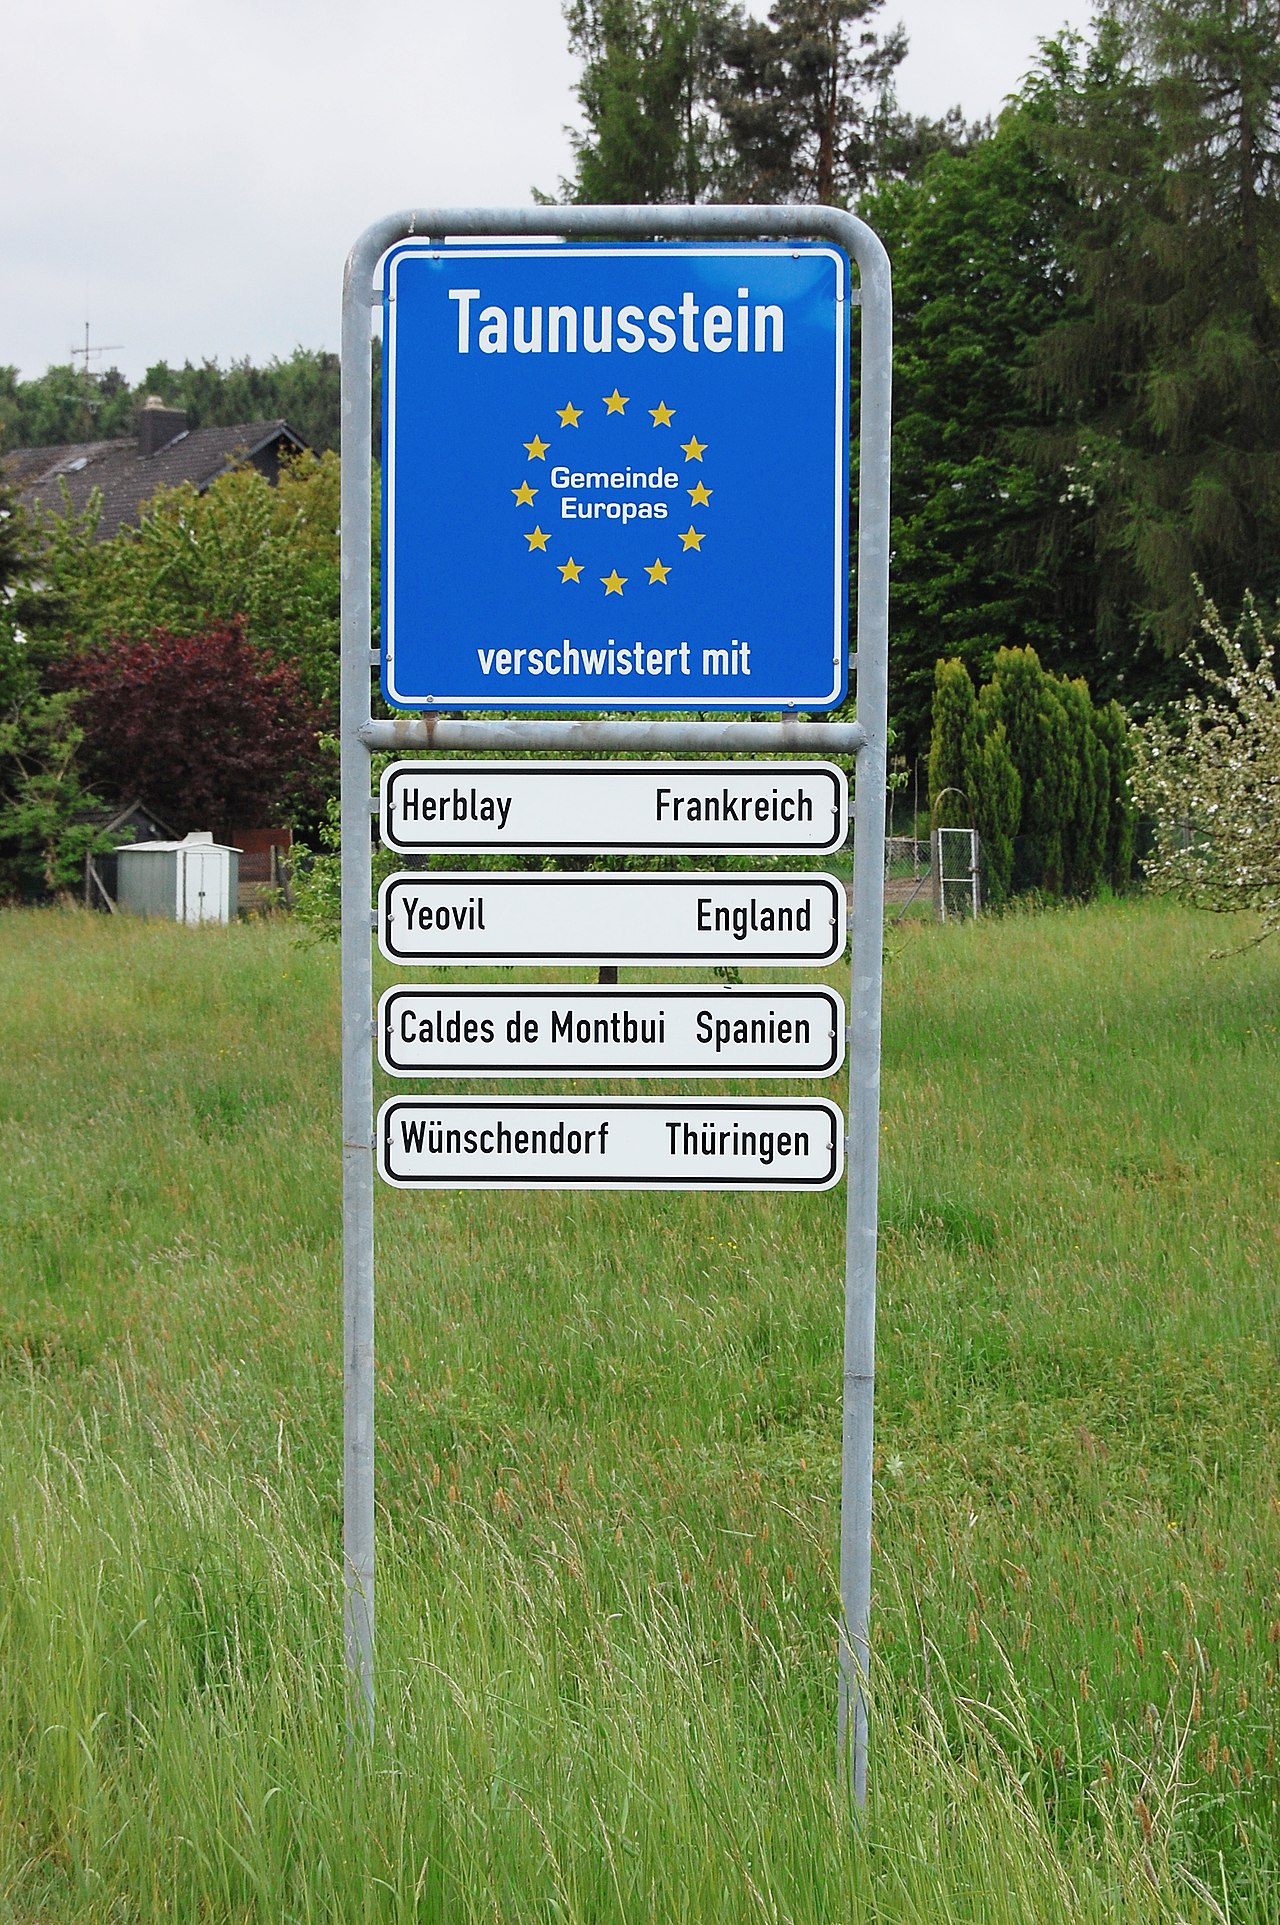 Taunusstein
Gemeinde
Europas
verschwistert mit
Herblay Frankreich
Yeovil England
Caldes de Montbui Spanien
Wünschendorf Thüringen